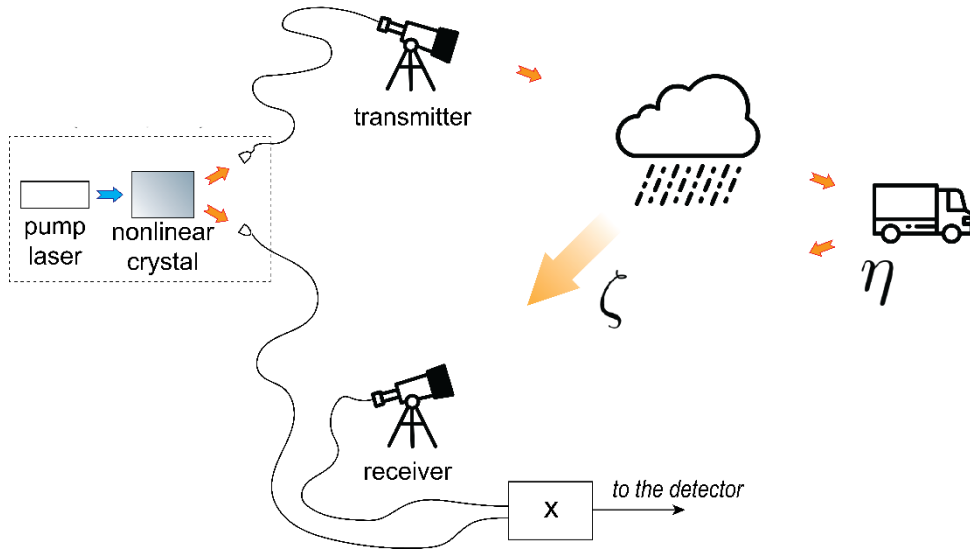 transmitter
pump
laser
nonlinear
crystal
η
ζ
receiver
X
to the detector